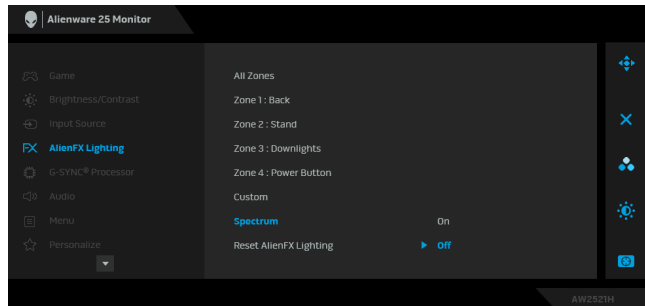 Alienware 25 Monitor
Game
Brightness/Contrast
Input Source
AlienFX Lighting
G-SYNC® Processor
Audio
Menu
Personalize
All Zones
Zone 1 : Back
Zone 2 : Stand
Zone 3 : Downlights
Zone 4 : Power Button
Custom
Spectrum On
Reset AlienFX Lighting Off
AW2521H